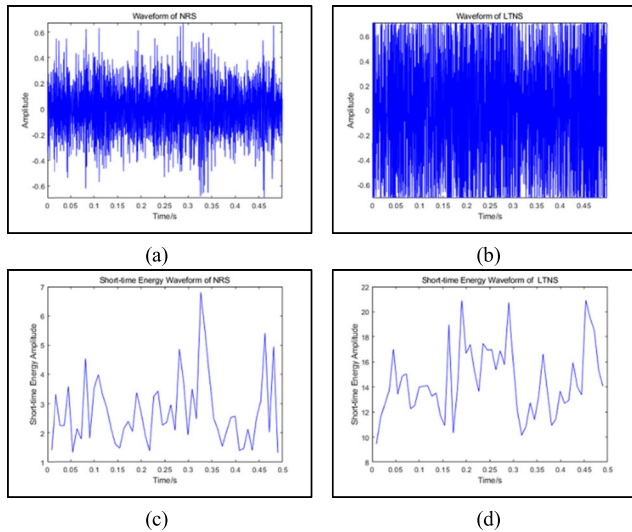 Waveform of NRS
Amplitude
0.6
0.4
0.2
0
-0.2
-0.4
-0.6
0 0.05 0.1 0.15 0.2 0.25 0.3 0.35 0.4 0.45
Time/s
(a)
Waveform of LTNS
Amplitude
0.6
0.4
0.2
0
-0.2
-0.4
-0.6
0 0.05 0.1 0.15 0.2 0.25 0.3 0.35 0.4 0.45
Time/s
(b)
Short-time Energy Waveform of NRS
Short-time Energy Amplitude
7
6
5
4
3
2
1
0 0.05 0.1 0.15 0.2 0.25 0.3 0.35 0.4 0.45 0.5
Time/s
(c)
Short-time Energy Waveform of LTNS
Short-time Energy Amplitude
22
20
18
16
14
12
10
8
0 0.05 0.1 0.15 0.2 0.25 0.3 0.35 0.4 0.45 0.5
Time/s
(d)